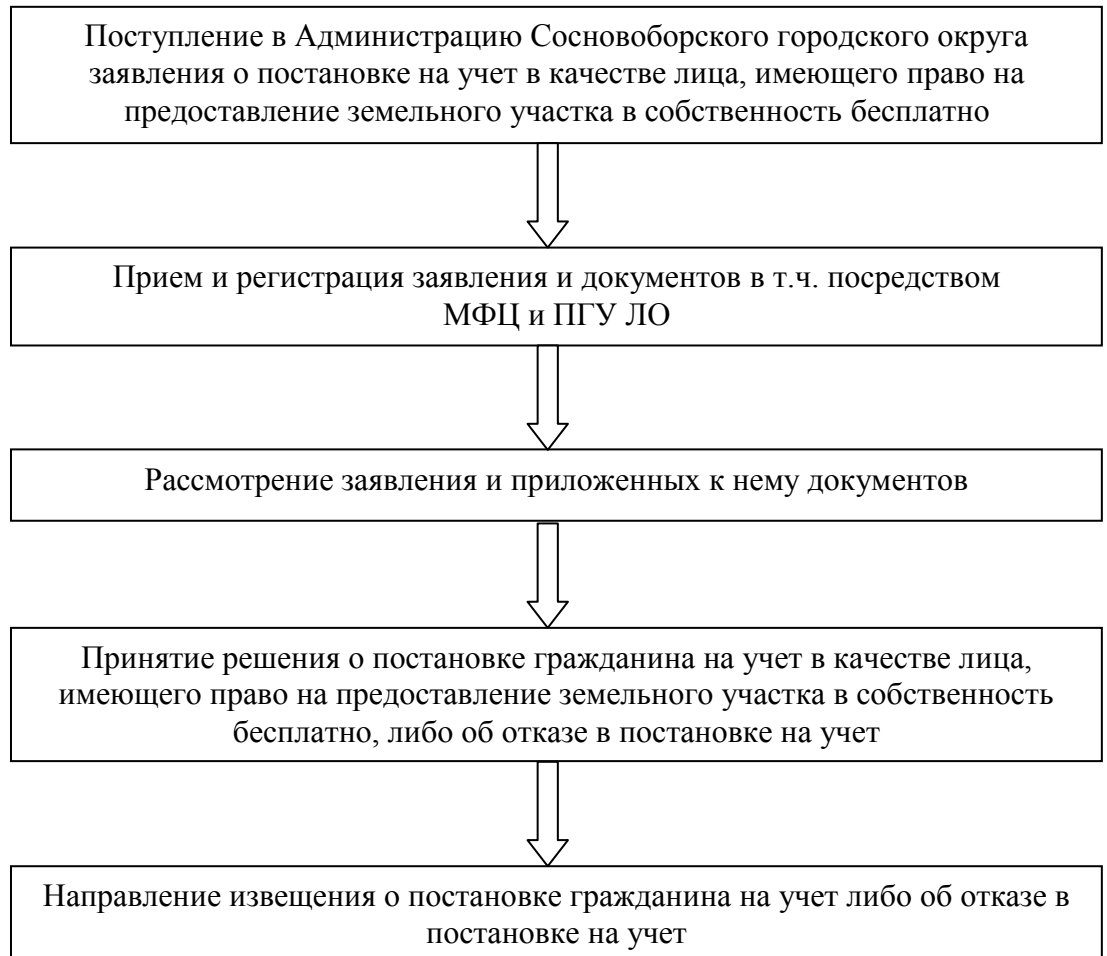 Поступление в Администрацию Сосновоборского городского округа
заявления о постановке на учет в качестве лица, имеющего право на
предоставление земельного участка в собственность бесплатно
Прием и регистрация заявления и документов в т.ч. посредством
МФЦ и ПГУ ЛО
Рассмотрение заявления и приложенных к нему документов
Принятие решения о постановке гражданина на учет в качестве лица,
имеющего право на предоставление земельного участка в собственность
бесплатно, либо об отказе в постановке на учет
Направление извещения о постановке гражданина на учет либо об отказе в
постановке на учет